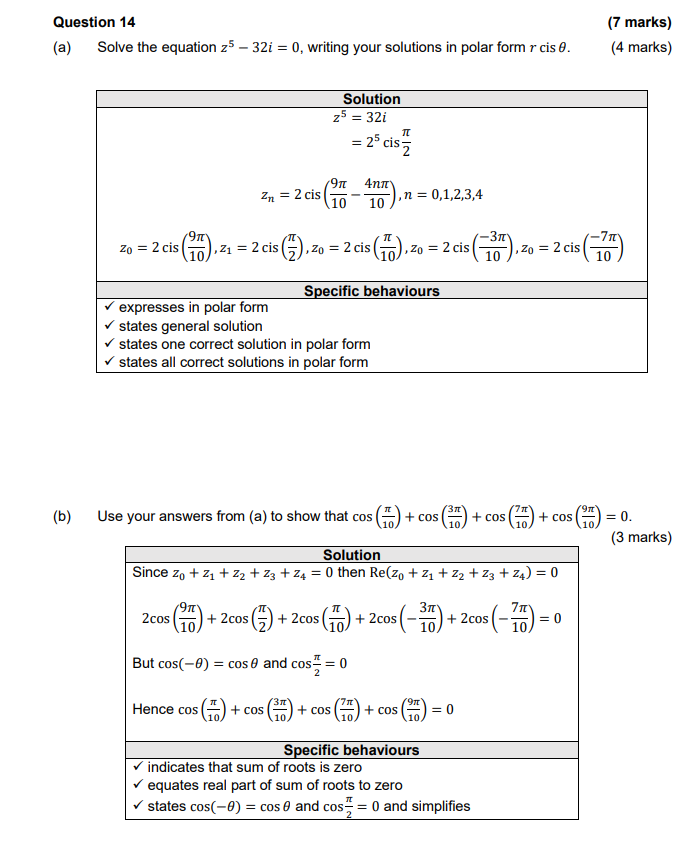 Question 14 (7 marks)
(a) Solve the equation z⁵ − 32i = 0, writing your solutions in polar form r cis θ. (4 marks)
Solution
z⁵ = 32i
= 2⁵ cis π/2
zₙ = 2 cis (9π/10 − 4nπ/10), n = 0,1,2,3,4
z₀ = 2 cis (9π/10), z₁ = 2 cis (π/2), z₀ = 2 cis (π/10), z₀ = 2 cis (−3π/10), z₀ = 2 cis (−7π/10)
Specific behaviours
✓ expresses in polar form
✓ states general solution
✓ states one correct solution in polar form
✓ states all correct solutions in polar form
(b) Use your answers from (a) to show that cos (π/10) + cos (3π/10) + cos (7π/10) + cos (9π/10) = 0.
(3 marks)
Solution
Since z₀ + z₁ + z₂ + z₃ + z₄ = 0 then Re(z₀ + z₁ + z₂ + z₃ + z₄) = 0
2cos (9π/10) + 2cos (π/2) + 2cos (π/10) + 2cos (−3π/10) + 2cos (−7π/10) = 0
But cos(−θ) = cos θ and cos π/2 = 0
Hence cos (π/10) + cos (3π/10) + cos (7π/10) + cos (9π/10) = 0
Specific behaviours
✓ indicates that sum of roots is zero
✓ equates real part of sum of roots to zero
✓ states cos(−θ) = cos θ and cos π/2 = 0 and simplifies